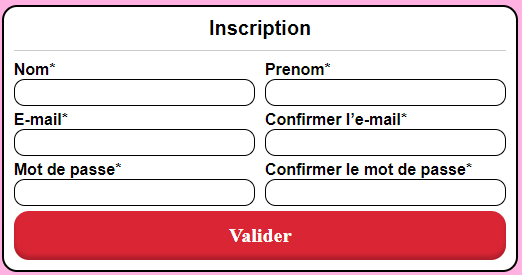 Inscription
Nom* Prenom*
E-mail* Confirmer l’e-mail*
Mot de passe* Confirmer le mot de passe*
Valider